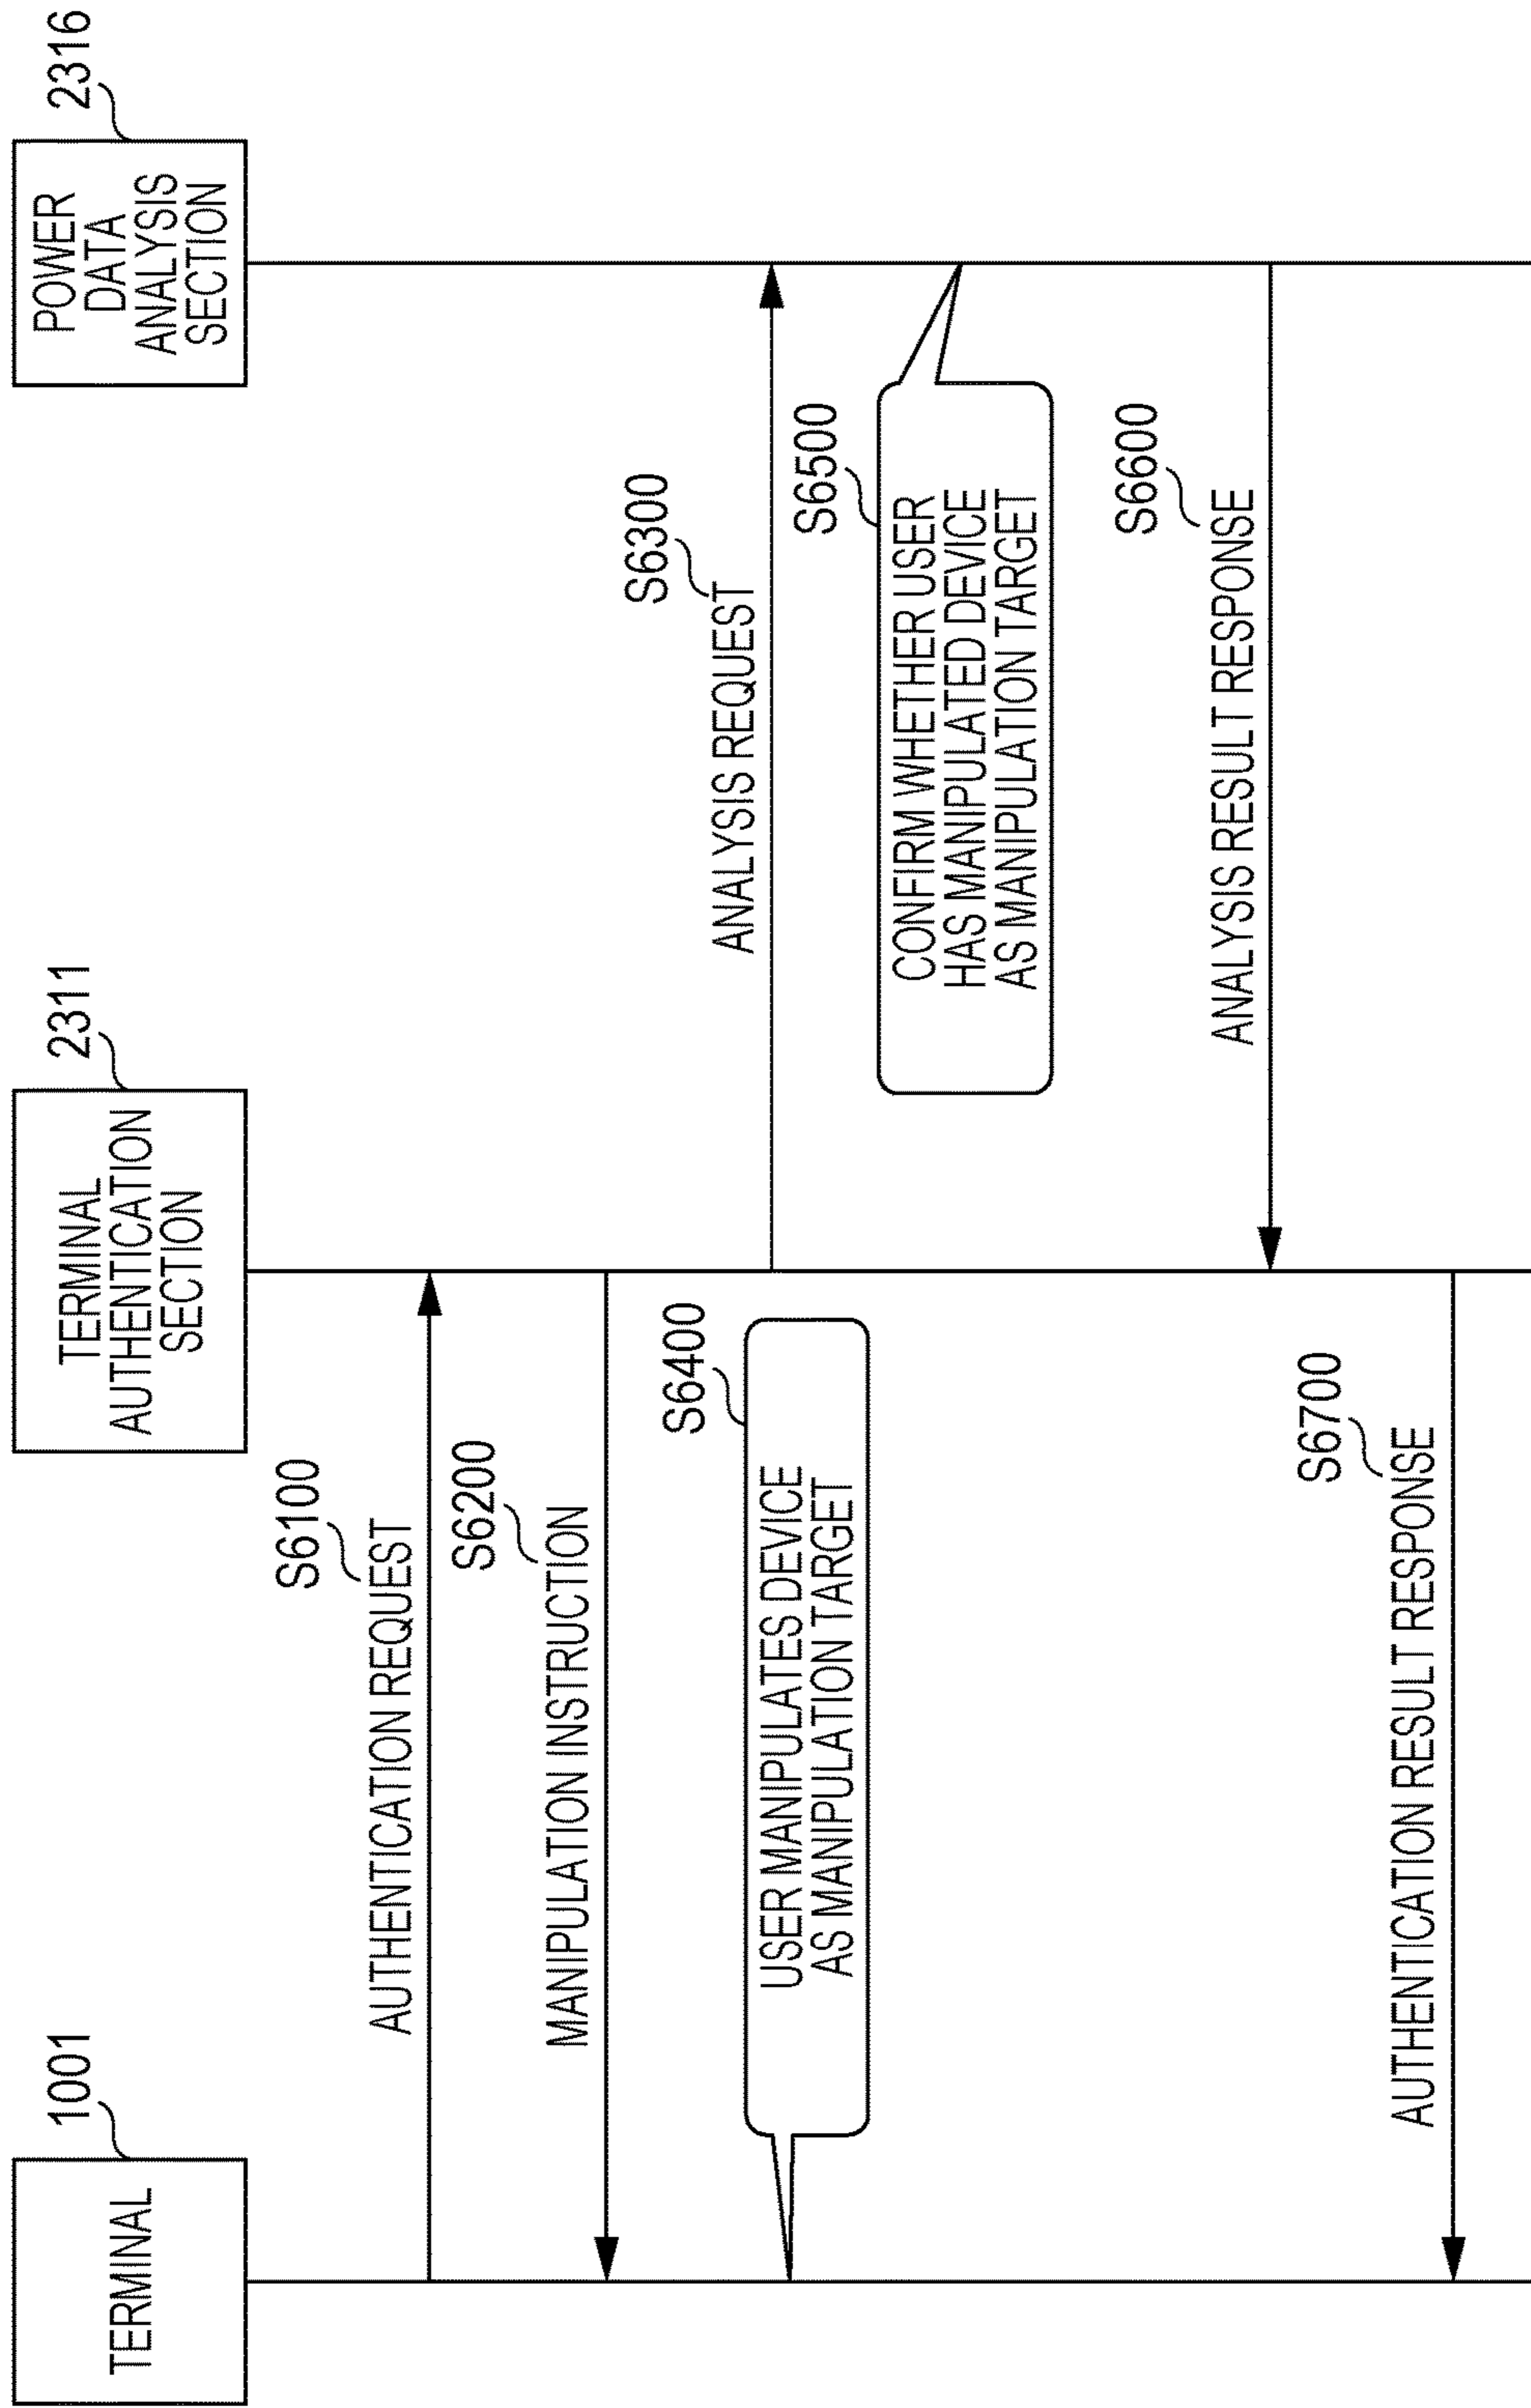 1001
TERMINAL
2311
TERMINAL
AUTHENTICATION
SECTION
2316
POWER
DATA
ANALYSIS
SECTION
S6100
AUTHENTICATION REQUEST
S6200
MANIPULATION INSTRUCTION
S6300
ANALYSIS REQUEST
S6400
USER MANIPULATES DEVICE
AS MANIPULATION TARGET
S6500
CONFIRM WHETHER USER
HAS MANIPULATED DEVICE
AS MANIPULATION TARGET
S6600
ANALYSIS RESULT RESPONSE
S6700
AUTHENTICATION RESULT RESPONSE